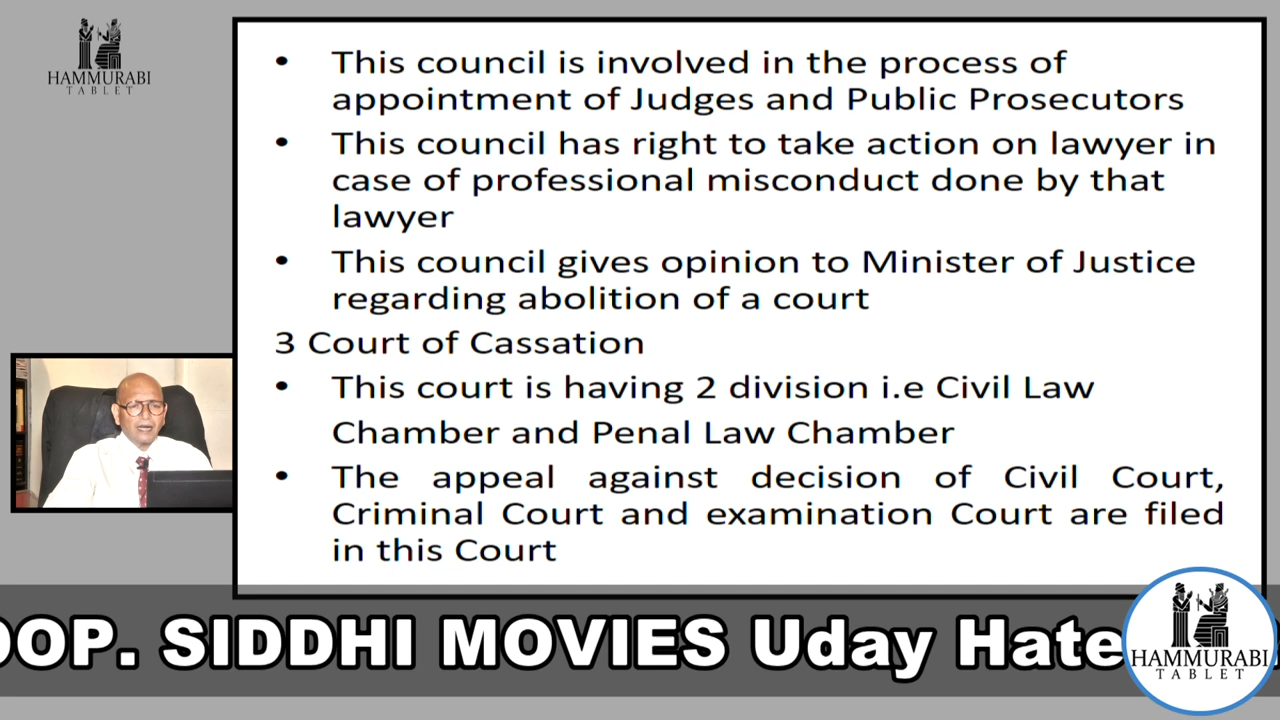 HAMMURABI
TABLET
• This council is involved in the process of
appointment of Judges and Public Prosecutors
• This council has right to take action on lawyer in
case of professional misconduct done by that
lawyer
• This council gives opinion to Minister of Justice
regarding abolition of a court
3 Court of Cassation
• This court is having 2 division i.e Civil Law
Chamber and Penal Law Chamber
• The appeal against decision of Civil Court,
Criminal Court and examination Court are filed
in this Court
OOP. SIDDHI MOVIES Uday Hate
HAMMURABI
TABLET